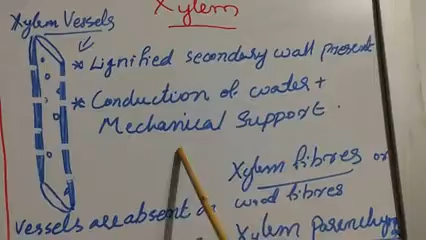 Xylem
Xylem Vessels
* Lignified secondary wall present
* Conduction of water +
Mechanical Support.
Xylem fibres or
wood fibres
Vessels are absent
Xylem parenchym